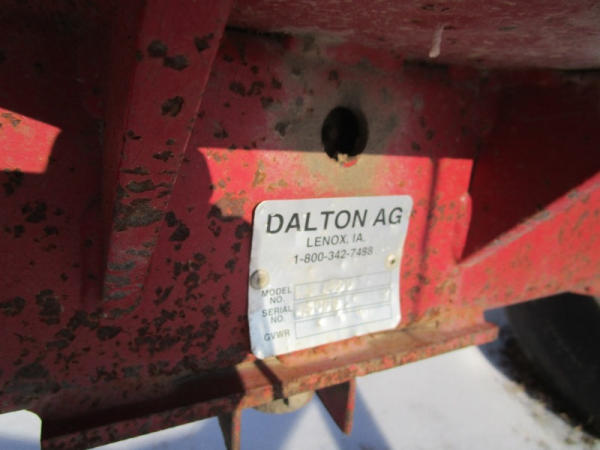 DALTON AG
LENOX, IA.
1-800-342-7498
MODEL
NO.
SERIAL
NO.
GVWR